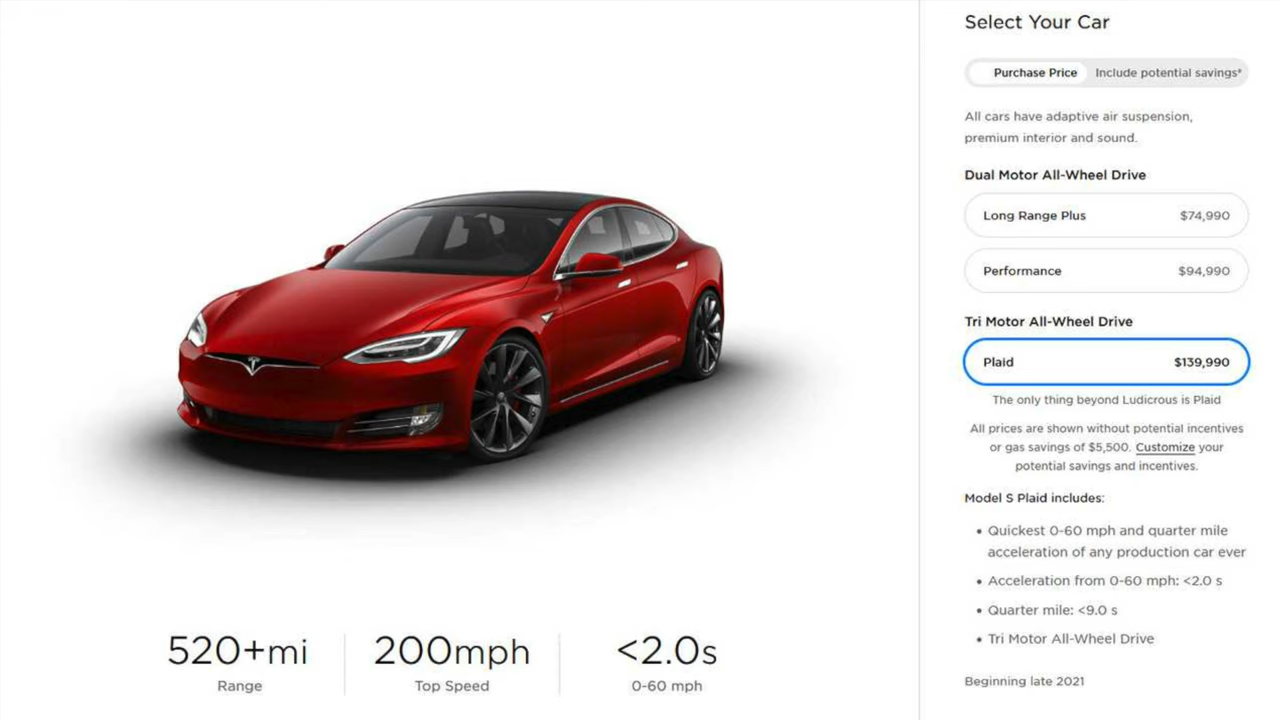 Select Your Car
Purchase Price Include potential savings*
All cars have adaptive air suspension,
premium interior and sound.
Dual Motor All-Wheel Drive
Long Range Plus $74,990
Performance $94,990
Tri Motor All-Wheel Drive
Plaid $139,990
The only thing beyond Ludicrous is Plaid
All prices are shown without potential incentives
or gas savings of $5,500. Customize your
potential savings and incentives.
Model S Plaid includes:
• Quickest 0-60 mph and quarter mile
acceleration of any production car ever
• Acceleration from 0-60 mph: <2.0 s
• Quarter mile: <9.0 s
• Tri Motor All-Wheel Drive
Beginning late 2021
520+mi 200mph <2.0s
Range Top Speed 0-60 mph